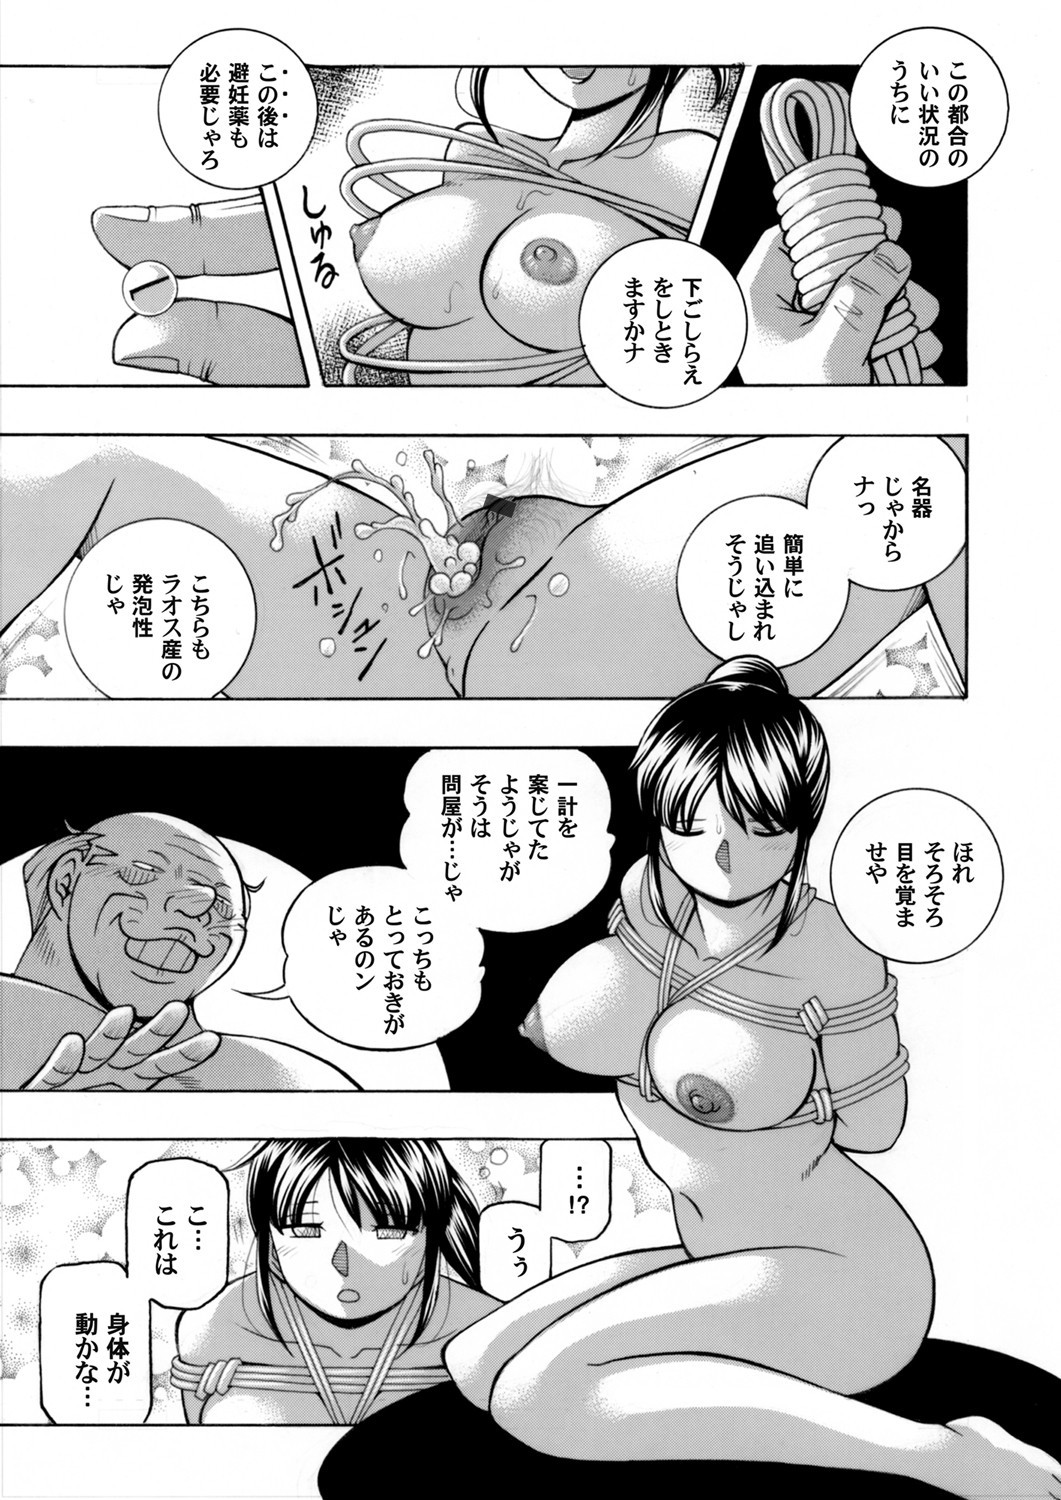 この都合の
いい状況の
うちに
下ごしらえ
をしとき
ますかナ
しゅる
この後は
避妊薬も
必要じゃろ
名器
じゃから
ナっ
簡単に
追い込まれ
そうじゃし
ボシュン
こちらも
ラオス産の
発泡性
じゃ
ほれ
そろそろ
目を覚ま
せや
一計を
案じてた
ようじゃが
そうは
問屋が…じゃ
こっちも
とっておきが
あるのン
じゃ
…!?
うぅ
こ…
これは
身体が
動かな…